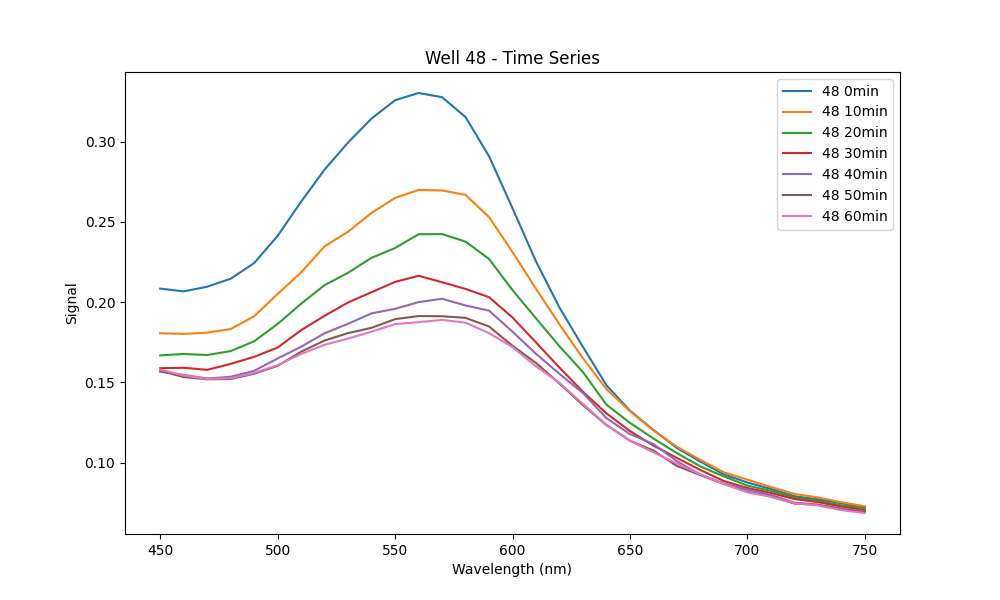 Well 48 - Time Series
48 0min
48 10min
48 20min
48 30min
48 40min
48 50min
48 60min
Signal
0.30
0.25
0.20
0.15
0.10
450 500 550 600 650 700 750
Wavelength (nm)